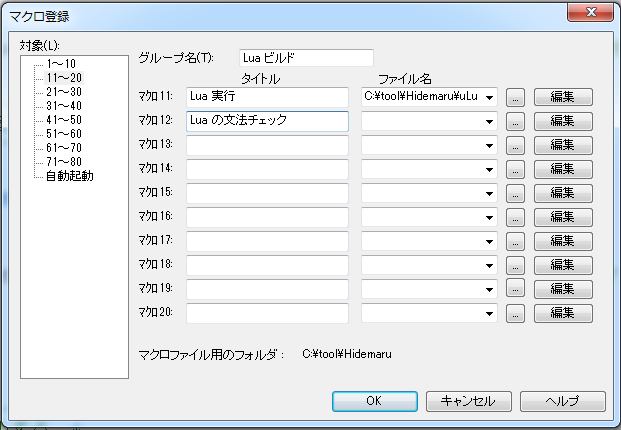 マクロ登録
対象(L):
1～10
11～20
21～30
31～40
41～50
51～60
61～70
71～80
自動起動
グループ名(T): Lua ビルド
タイトル ファイル名
マクロ11: Lua 実行 C:¥tool¥Hidemaru¥uLu ... 編集
マクロ12: Lua の文法チェック ... 編集
マクロ13: ... 編集
マクロ14: ... 編集
マクロ15: ... 編集
マクロ16: ... 編集
マクロ17: ... 編集
マクロ18: ... 編集
マクロ19: ... 編集
マクロ20: ... 編集
マクロファイル用のフォルダ： C:¥tool¥Hidemaru
OK キャンセル ヘルプ